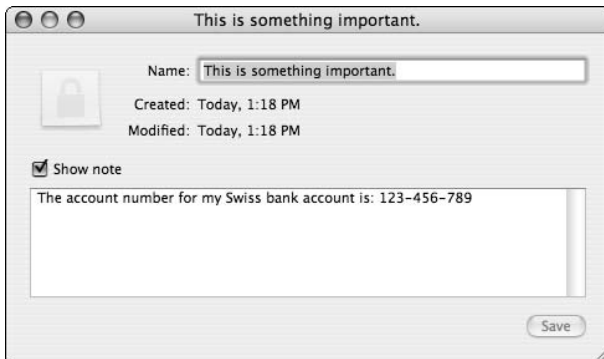 This is something important.
Name: This is something important.
Created: Today, 1:18 PM
Modified: Today, 1:18 PM
Show note
The account number for my Swiss bank account is: 123-456-789
Save